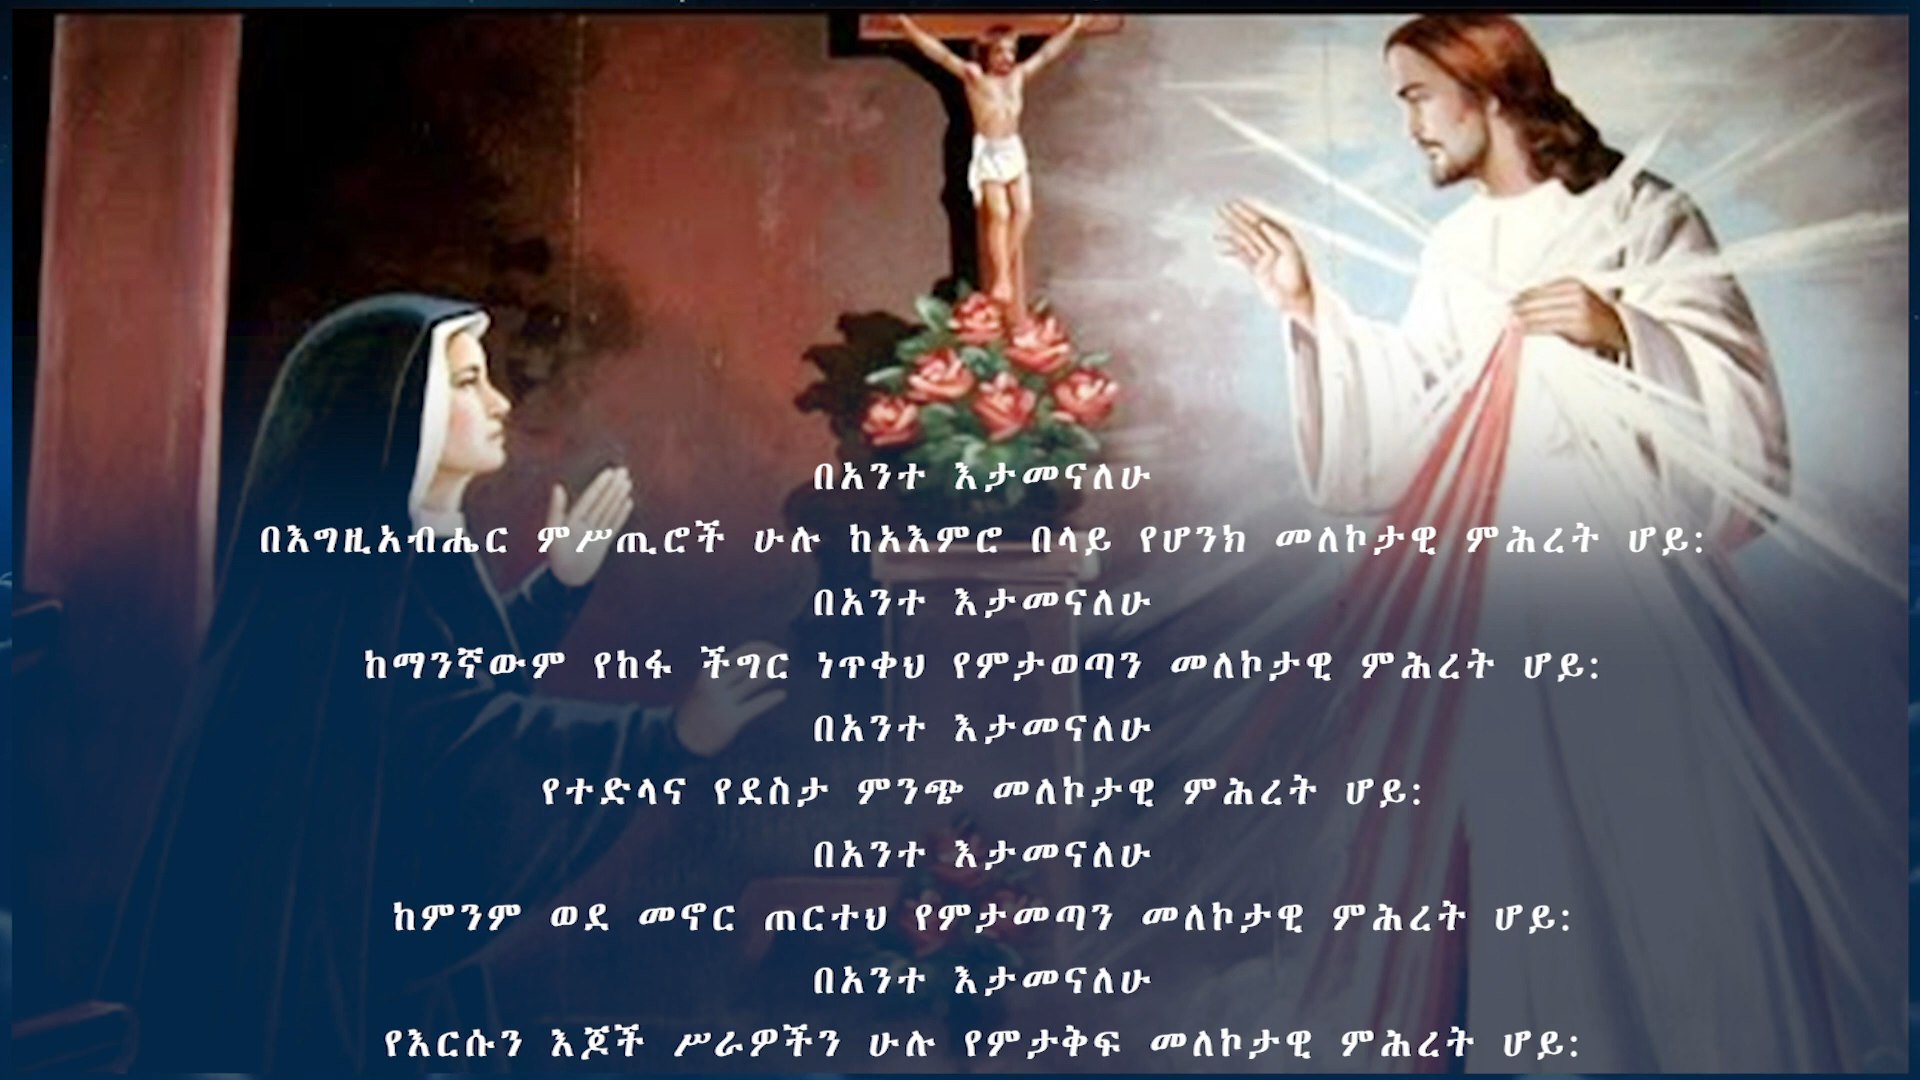 በአንተ እታመናለሁ
በእግዚአብሔር ምሥጢሮች ሁሉ ከአእምሮ በላይ የሆንክ መለኮታዊ ምሕረት ሆይ:
በአንተ እታመናለሁ
ከማንኛውም የከፋ ችግር ነጥቀህ የምታወጣን መለኮታዊ ምሕረት ሆይ:
በአንተ እታመናለሁ
የተድላና የደስታ ምንጭ መለኮታዊ ምሕረት ሆይ:
በአንተ እታመናለሁ
ከምንም ወደ መኖር ጠርተህ የምታመጣን መለኮታዊ ምሕረት ሆይ:
በአንተ እታመናለሁ
የእርሱን እጆች ሥራዎችን ሁሉ የምታቅፍ መለኮታዊ ምሕረት ሆይ: